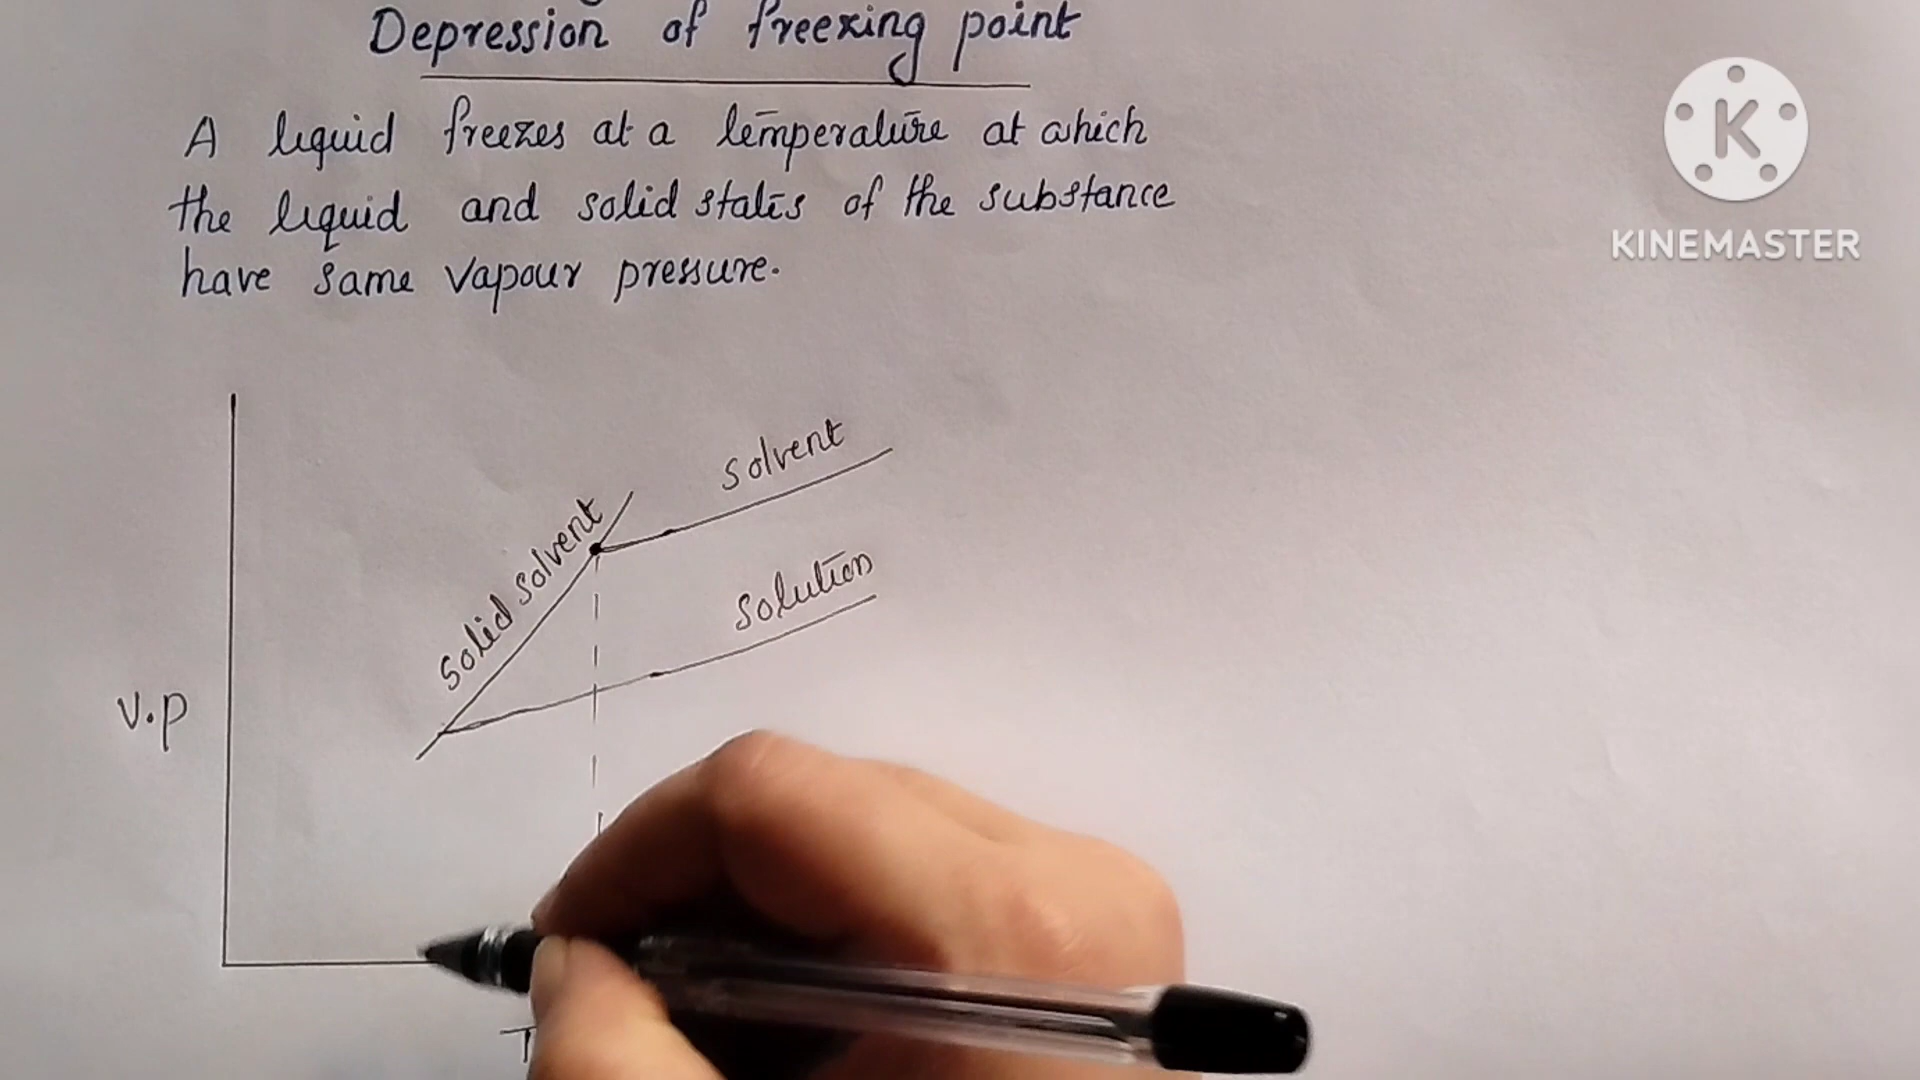 Depression of freezing point
A liquid freezes at a temperature at which
the liquid and solid states of the substance
have same vapour pressure.
K
KINEMASTER
solvent
solid solvent
solution
V.P
T